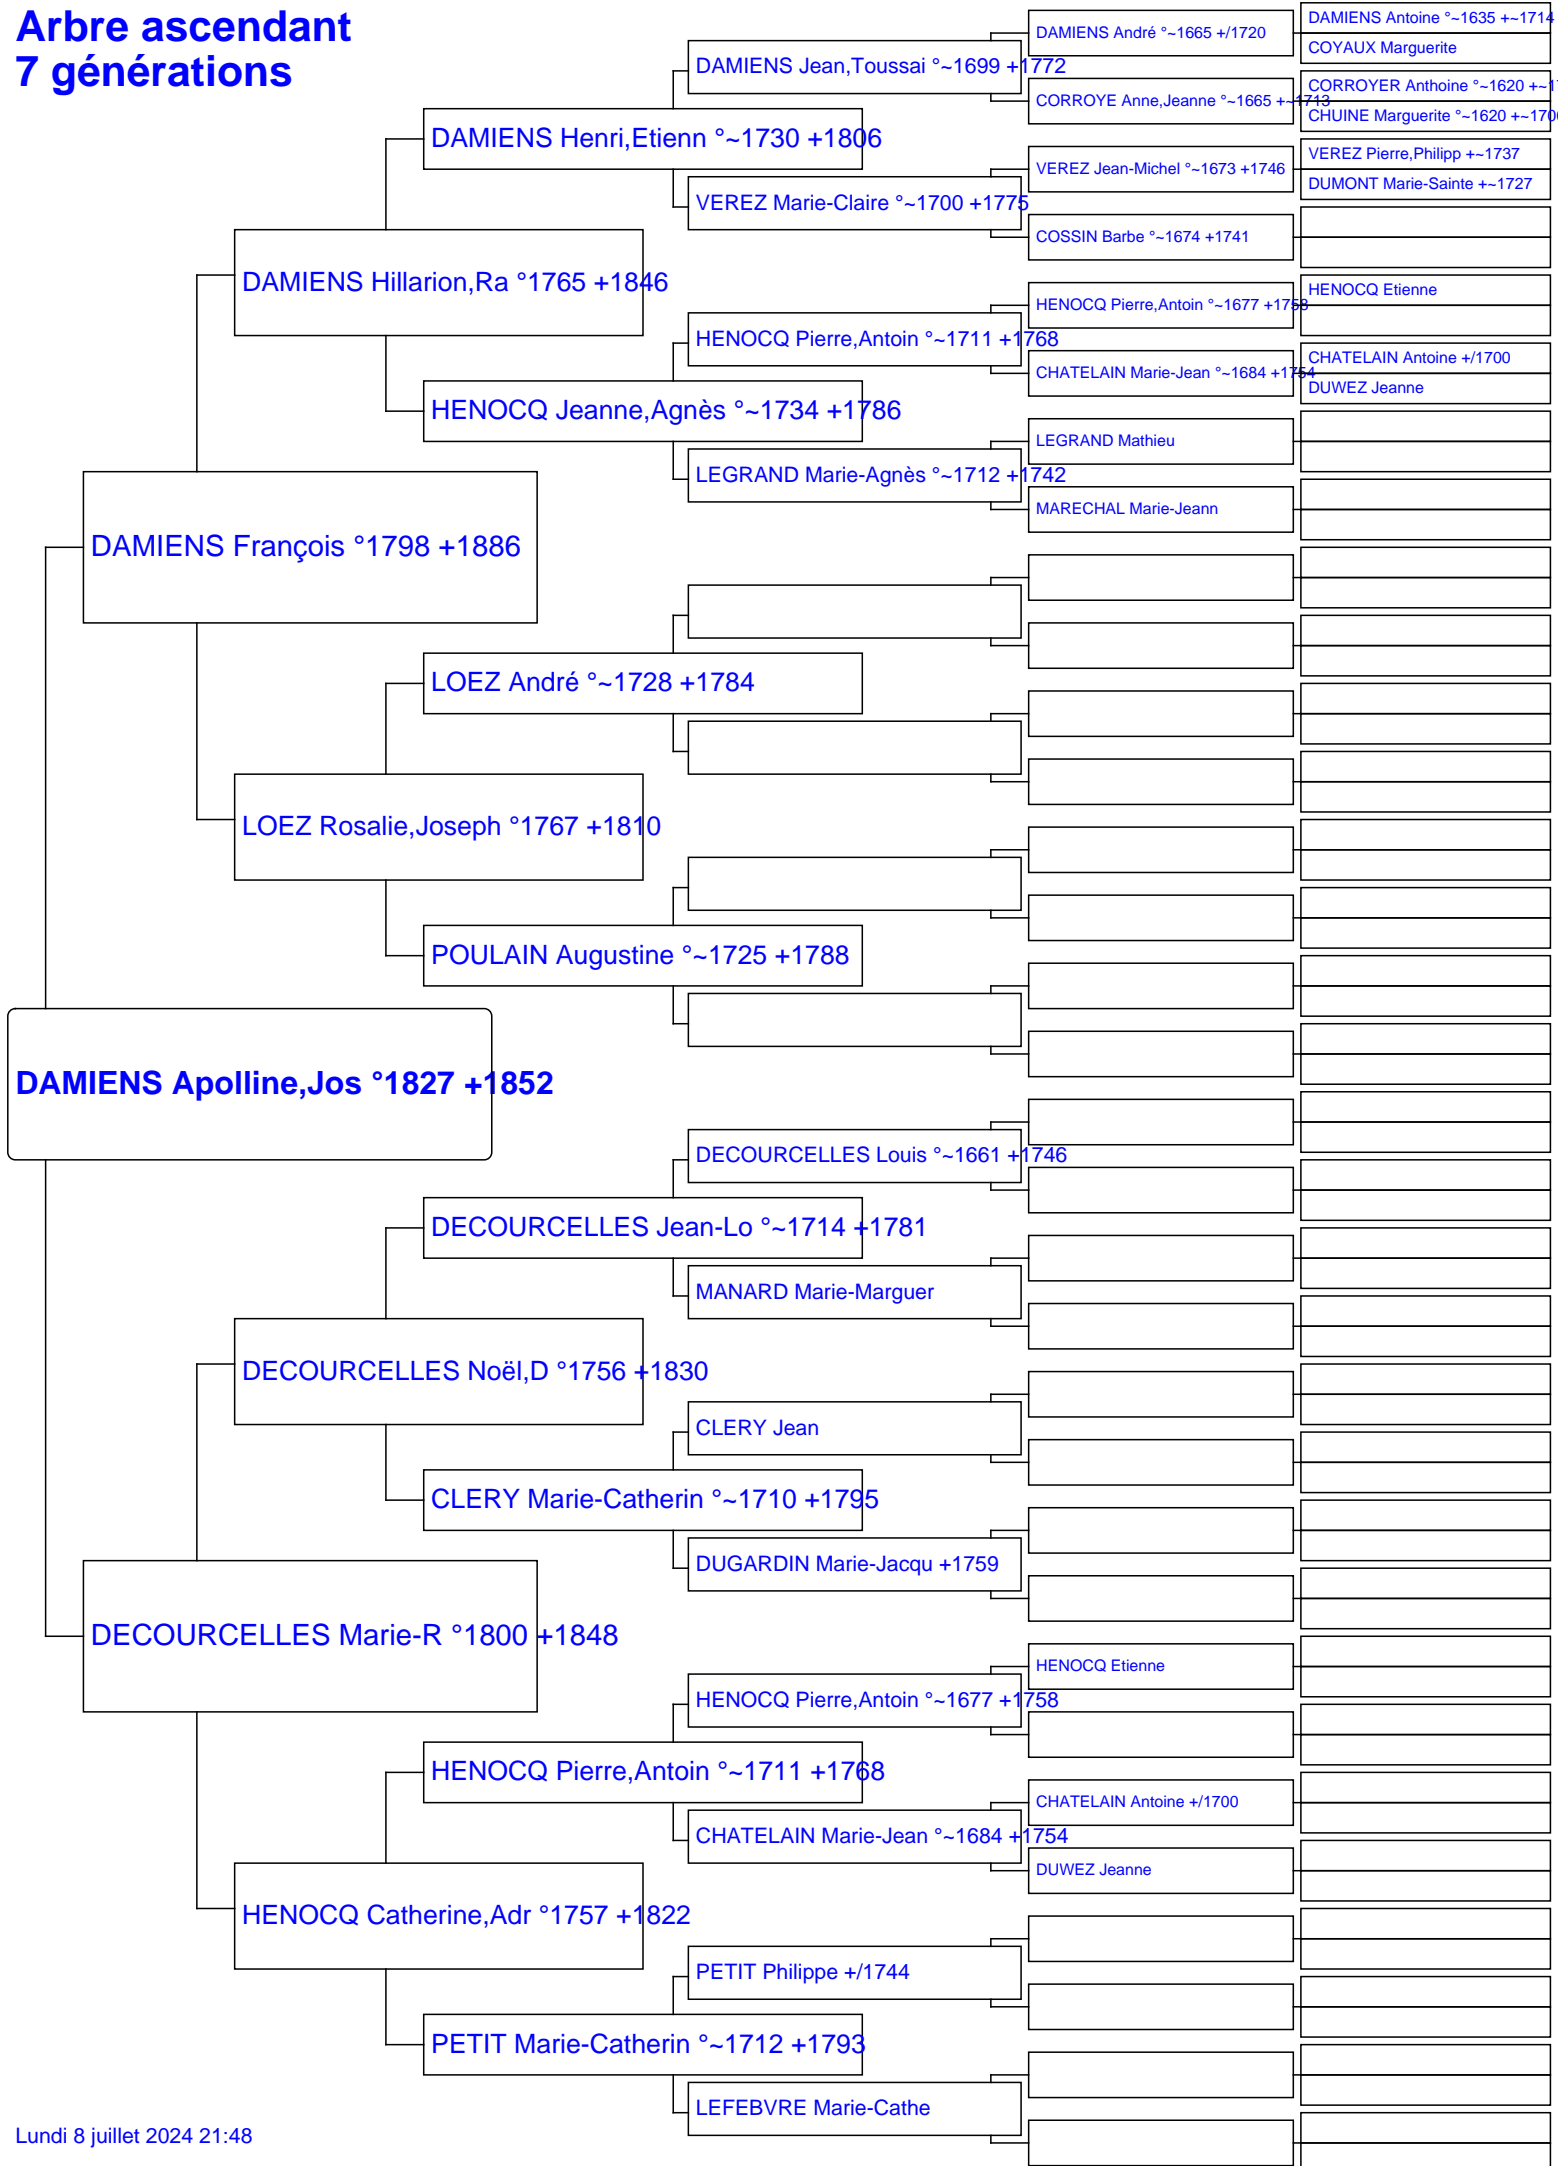 Arbre ascendant
7 générations
DAMIENS Apolline,Jos °1827 +1852
DAMIENS François °1798 +1886
DECOURCELLES Marie-R °1800 +1848
DAMIENS Hillarion,Ra °1765 +1846
LOEZ Rosalie,Joseph °1767 +1810
DECOURCELLES Noël,D °1756 +1830
HENOCQ Catherine,Adr °1757 +1822
DAMIENS Henri,Etienn °~1730 +1806
HENOCQ Jeanne,Agnès °~1734 +1786
LOEZ André °~1728 +1784
POULAIN Augustine °~1725 +1788
DECOURCELLES Jean-Lo °~1714 +1781
CLERY Marie-Catherin °~1710 +1795
HENOCQ Pierre,Antoin °~1711 +1768
PETIT Marie-Catherin °~1712 +1793
DAMIENS Jean,Toussai °~1699 +1772
VEREZ Marie-Claire °~1700 +1775
HENOCQ Pierre,Antoin °~1711 +1768
LEGRAND Marie-Agnès °~1712 +1742
DECOURCELLES Louis °~1661 +1746
MANARD Marie-Marguer
CLERY Jean
DUGARDIN Marie-Jacqu +1759
HENOCQ Pierre,Antoin °~1677 +1758
CHATELAIN Marie-Jean °~1684 +1754
PETIT Philippe +/1744
LEFEBVRE Marie-Cathe
DAMIENS André °~1665 +/1720
CORROYE Anne,Jeanne °~1665 +~1713
VEREZ Jean-Michel °~1673 +1746
COSSIN Barbe °~1674 +1741
HENOCQ Pierre,Antoin °~1677 +1758
CHATELAIN Marie-Jean °~1684 +1754
LEGRAND Mathieu
MARECHAL Marie-Jeann
HENOCQ Etienne
CHATELAIN Antoine +/1700
DUWEZ Jeanne
DAMIENS Antoine °~1635 +~1714
COYAUX Marguerite
CORROYER Anthoine °~1620
CHUINE Marguerite °~1620
VEREZ Pierre,Philipp +~1737
DUMONT Marie-Sainte +~1727
HENOCQ Etienne
CHATELAIN Antoine +/1700
DUWEZ Jeanne
Lundi 8 juillet 2024 21:48